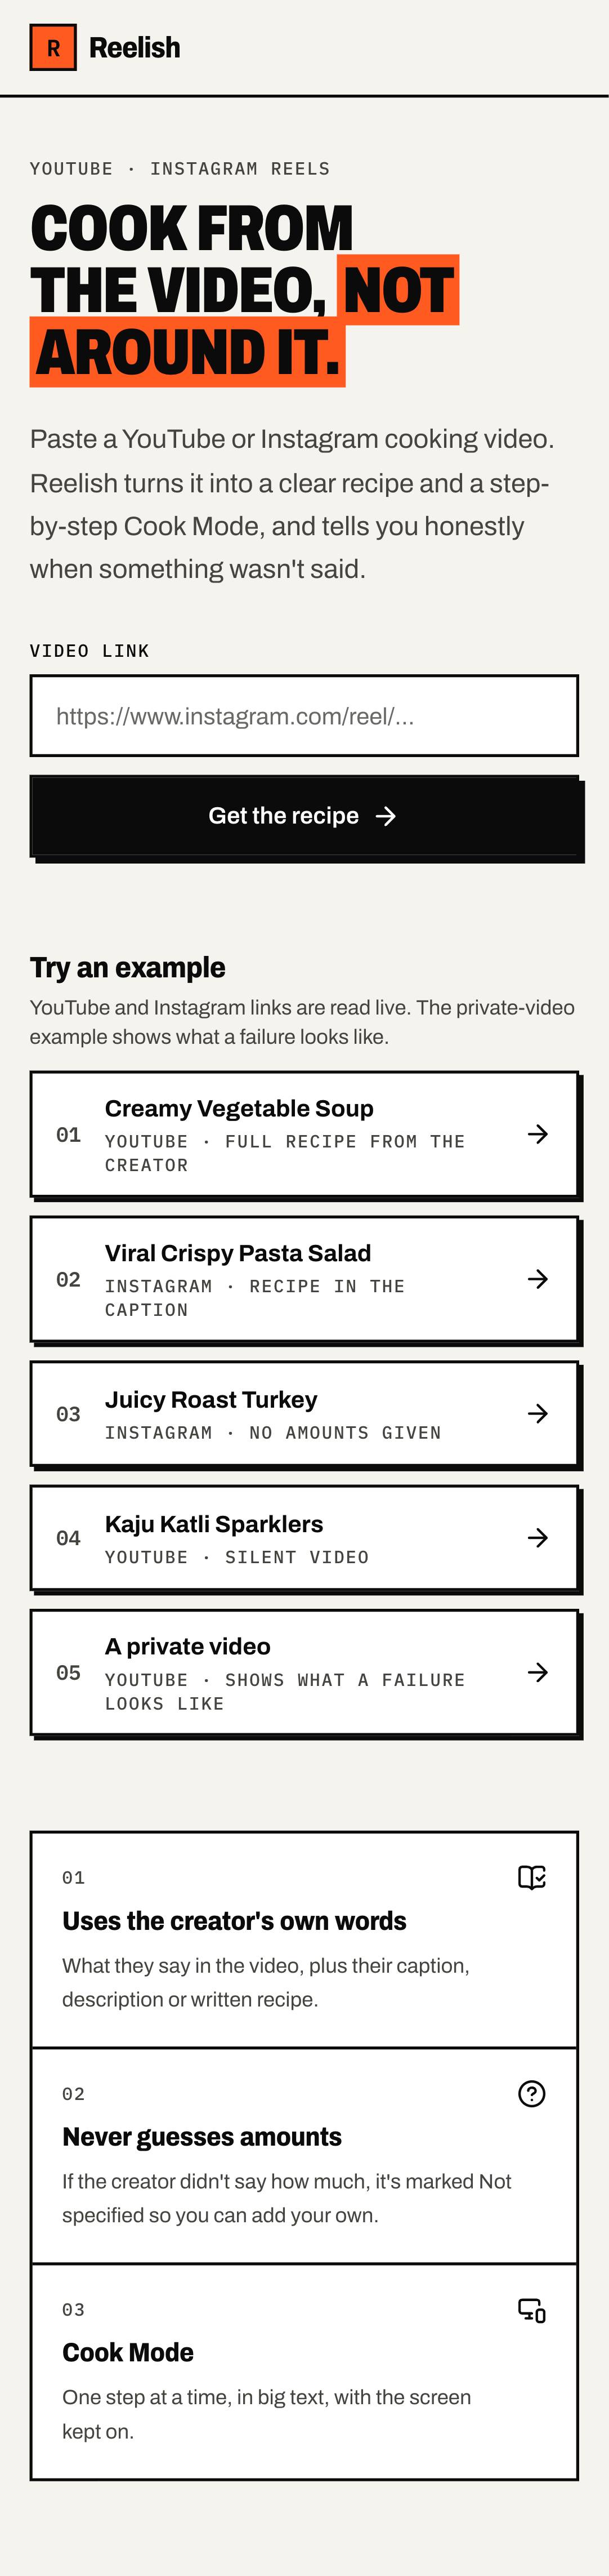 R Reelish
YOUTUBE · INSTAGRAM REELS
COOK FROM
THE VIDEO, NOT
AROUND IT.
Paste a YouTube or Instagram cooking video.
Reelish turns it into a clear recipe and a step-
by-step Cook Mode, and tells you honestly
when something wasn't said.
VIDEO LINK
https://www.instagram.com/reel/...
Get the recipe →
Try an example
YouTube and Instagram links are read live. The private-video
example shows what a failure looks like.
01
Creamy Vegetable Soup
YOUTUBE · FULL RECIPE FROM THE
CREATOR
02
Viral Crispy Pasta Salad
INSTAGRAM · RECIPE IN THE
CAPTION
03
Juicy Roast Turkey
INSTAGRAM · NO AMOUNTS GIVEN
04
Kaju Katli Sparklers
YOUTUBE · SILENT VIDEO
05
A private video
YOUTUBE · SHOWS WHAT A FAILURE
LOOKS LIKE
01
Uses the creator's own words
What they say in the video, plus their caption,
description or written recipe.
02
Never guesses amounts
If the creator didn't say how much, it's marked Not
specified so you can add your own.
03
Cook Mode
One step at a time, in big text, with the screen
kept on.